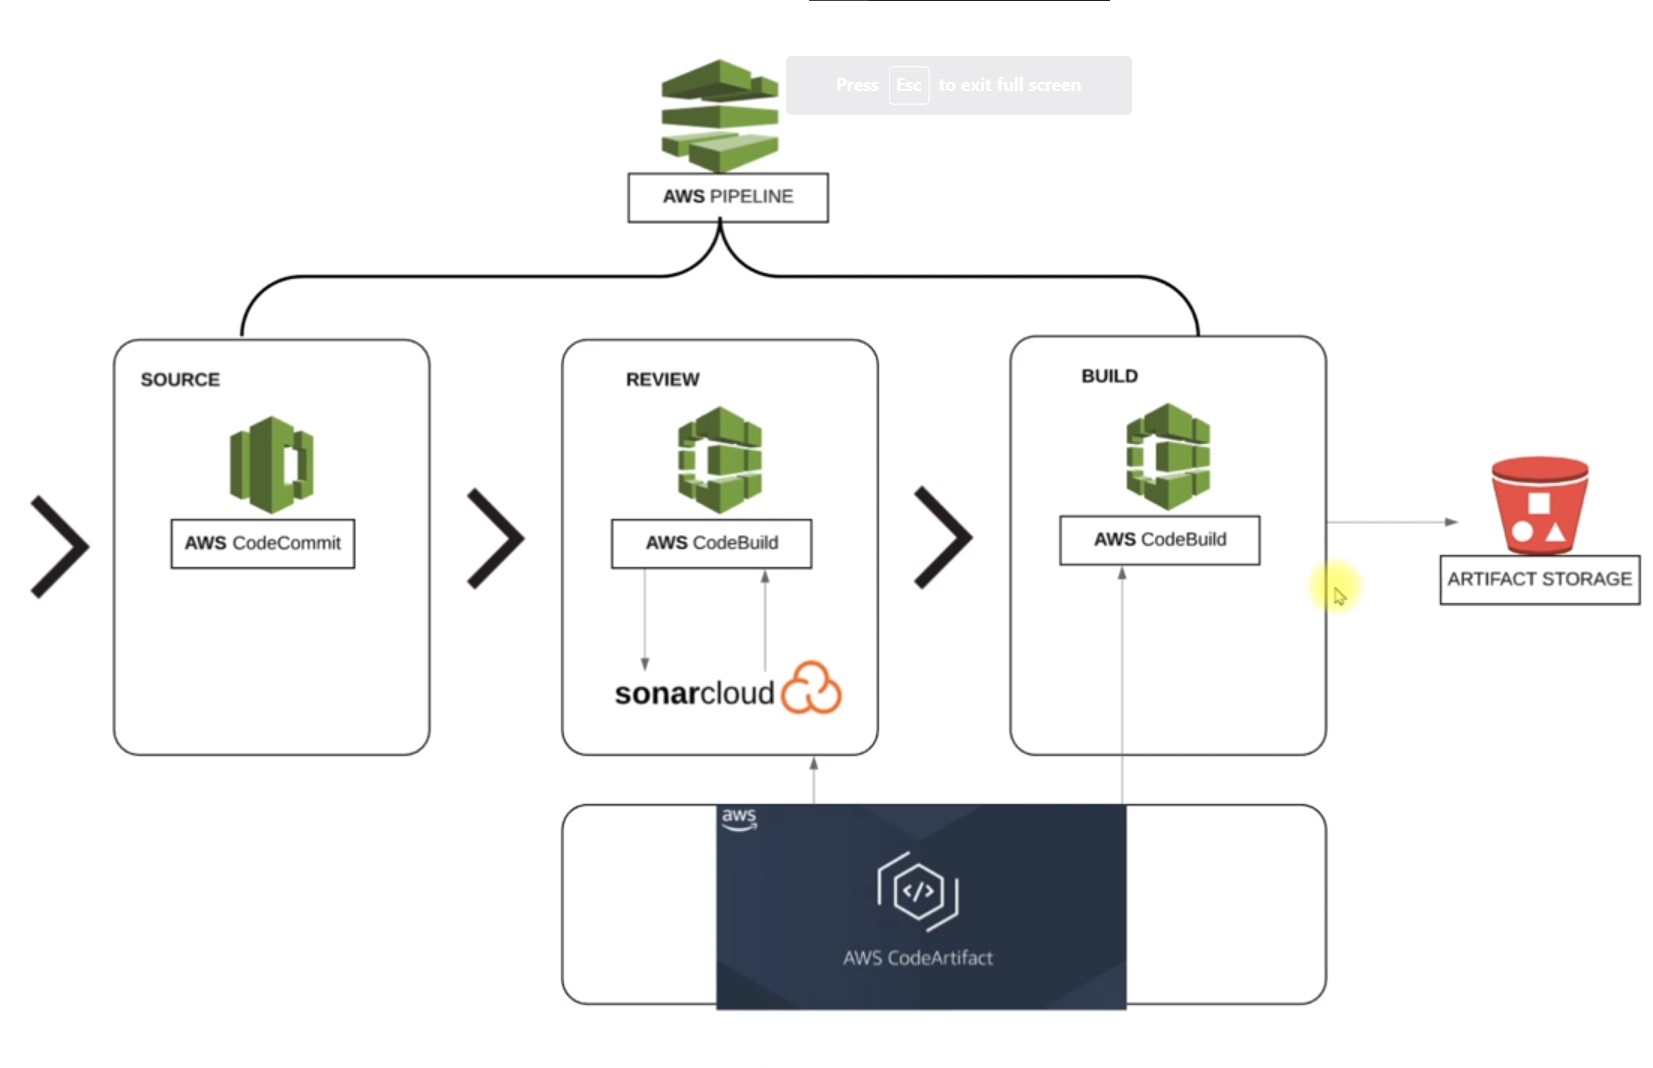 Press Esc to exit full screen
AWS PIPELINE
SOURCE
REVIEW
BUILD
AWS CodeCommit
AWS CodeBuild
AWS CodeBuild
ARTIFACT STORAGE
sonarcloud
aws
</>
AWS CodeArtifact